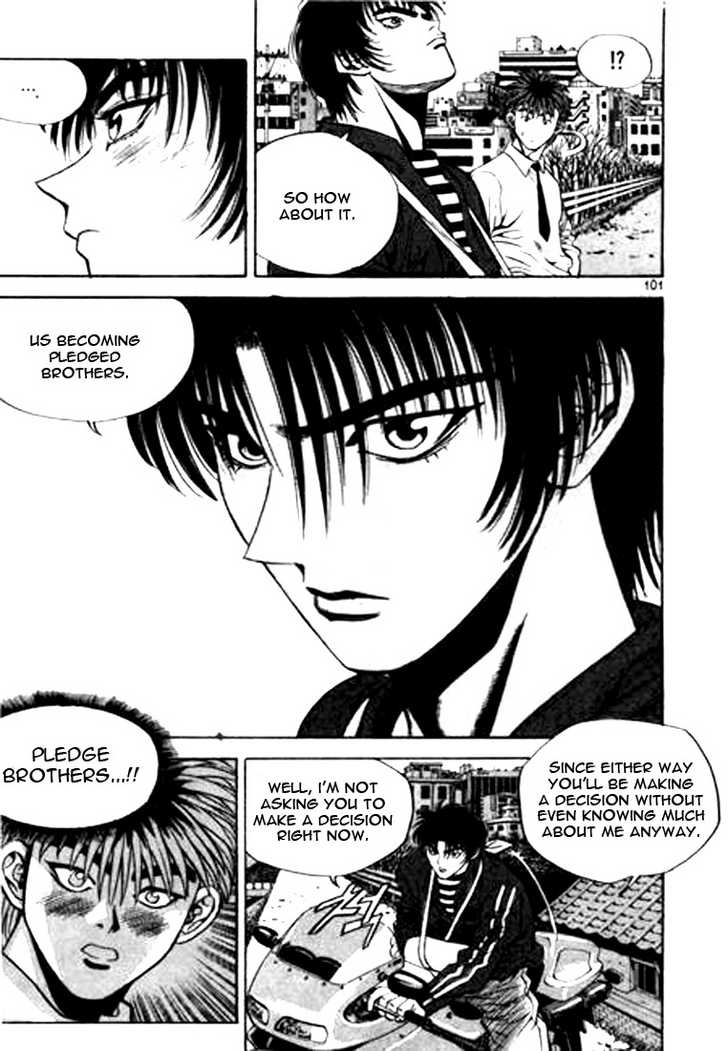 ....
!?
SO HOW
ABOUT IT.
101
US BECOMING
PLEDGED
BROTHERS.
PLEDGE
BROTHERS...!!
WELL, I'M NOT
ASKING YOU TO
MAKE A DECISION
RIGHT NOW.
SINCE EITHER WAY
YOU'LL BE MAKING
A DECISION WITHOUT
EVEN KNOWING MUCH
ABOUT ME ANYWAY.